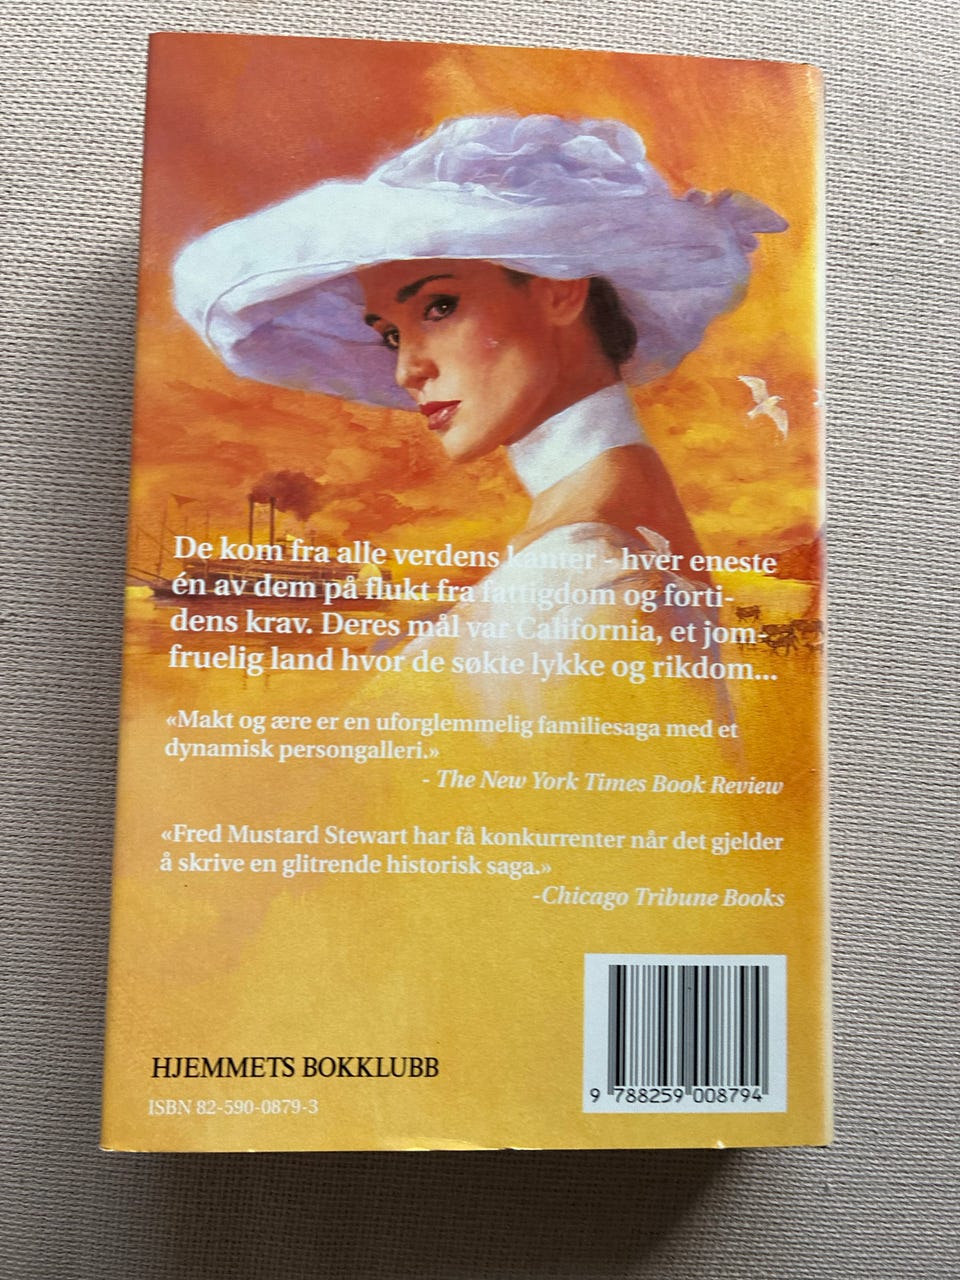 De kom fra alle verdens kanter - hver eneste
én av dem på flukt fra fattigdom og forti-
dens krav. Deres mål var California, et jom-
fruelig land hvor de søkte lykke og rikdom...
«Makt og ære er en uforglemmelig familiesaga med et
dynamisk persongalleri.»
- The New York Times Book Review
«Fred Mustard Stewart har få konkurrenter når det gjelder
å skrive en glitrende historisk saga.»
-Chicago Tribune Books
HJEMMETS BOKKLUBB
ISBN 82-590-0879-3
9 788259 008794